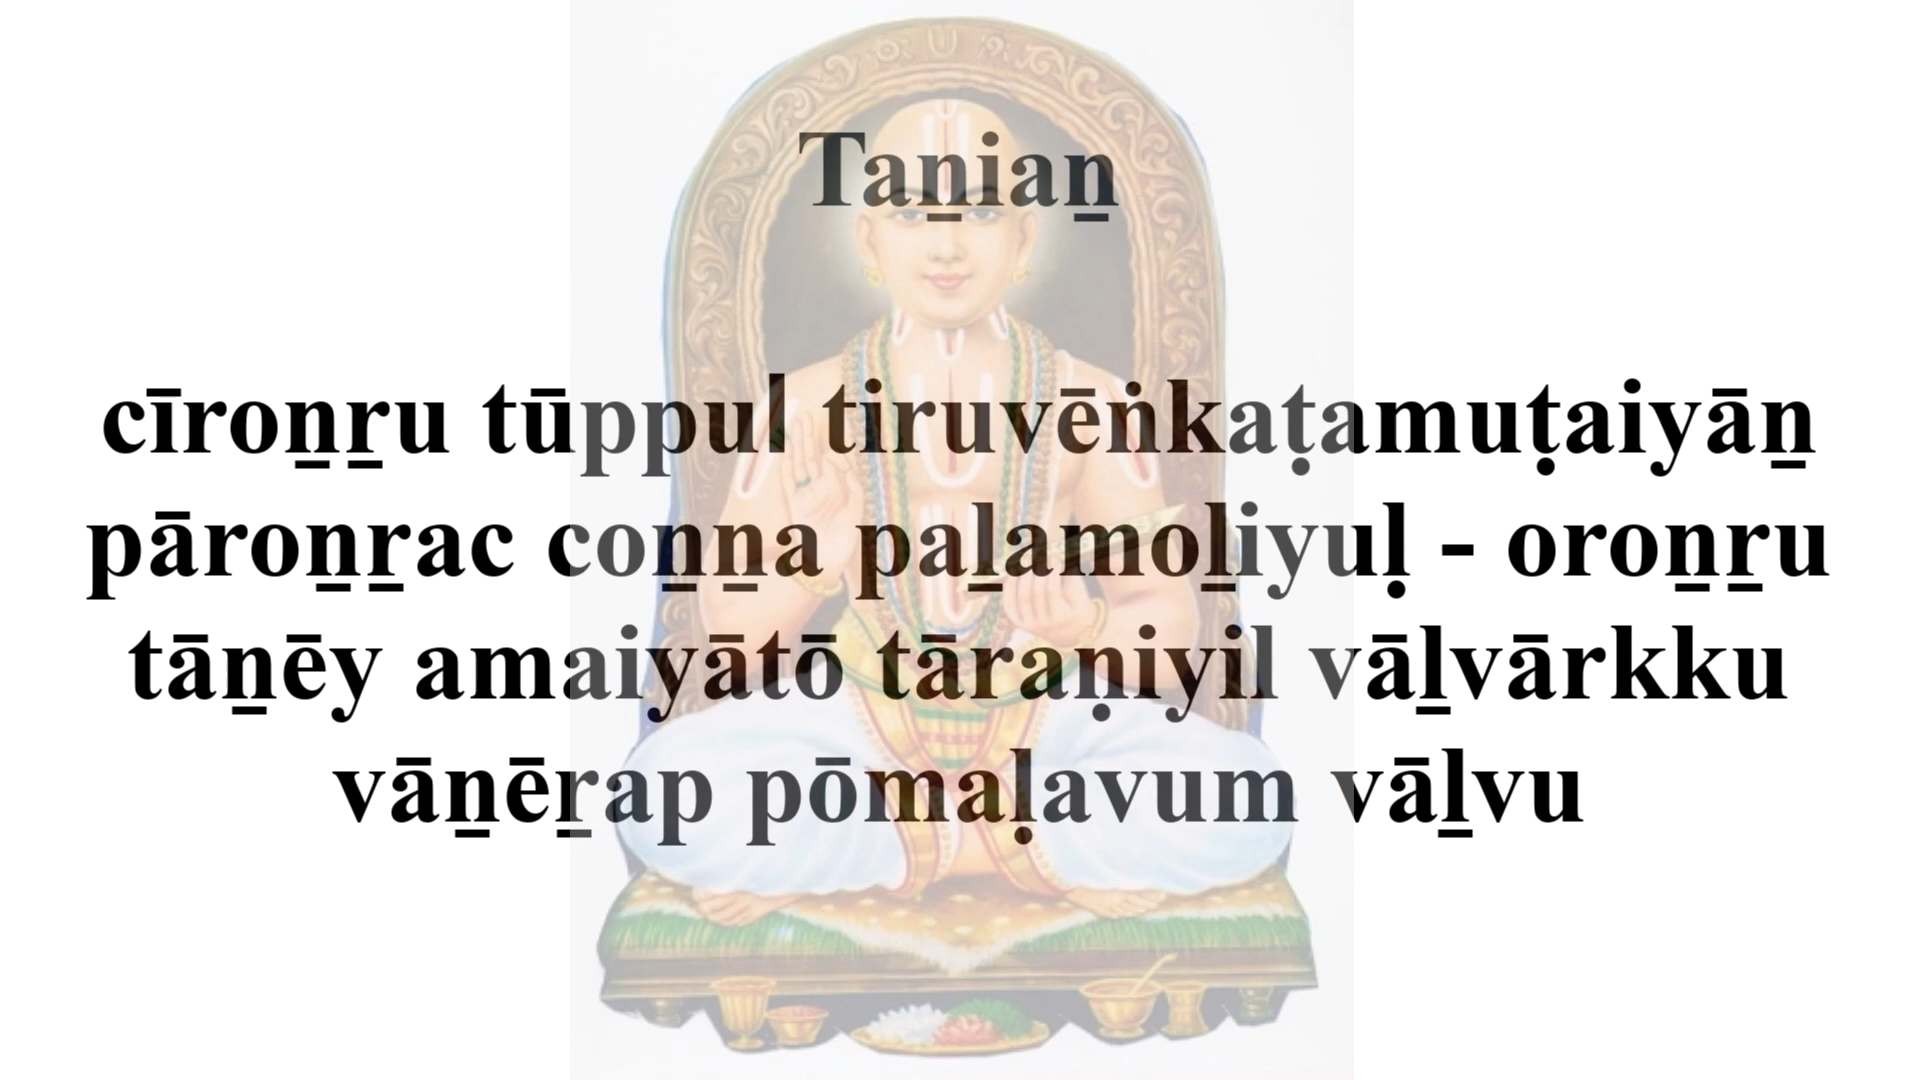 Taṉiaṉ
cīroṉṟu tūppul tiruvēṅkaṭamuṭaiyāṉ
pāroṉṟac coṉṉa paḻamoḻiyuḷ - oroṉṟu
tāṉēy amaiyātō tāraṇiyil vāḻvārkku
vāṉēṟap pōmaḷavum vāḻvu